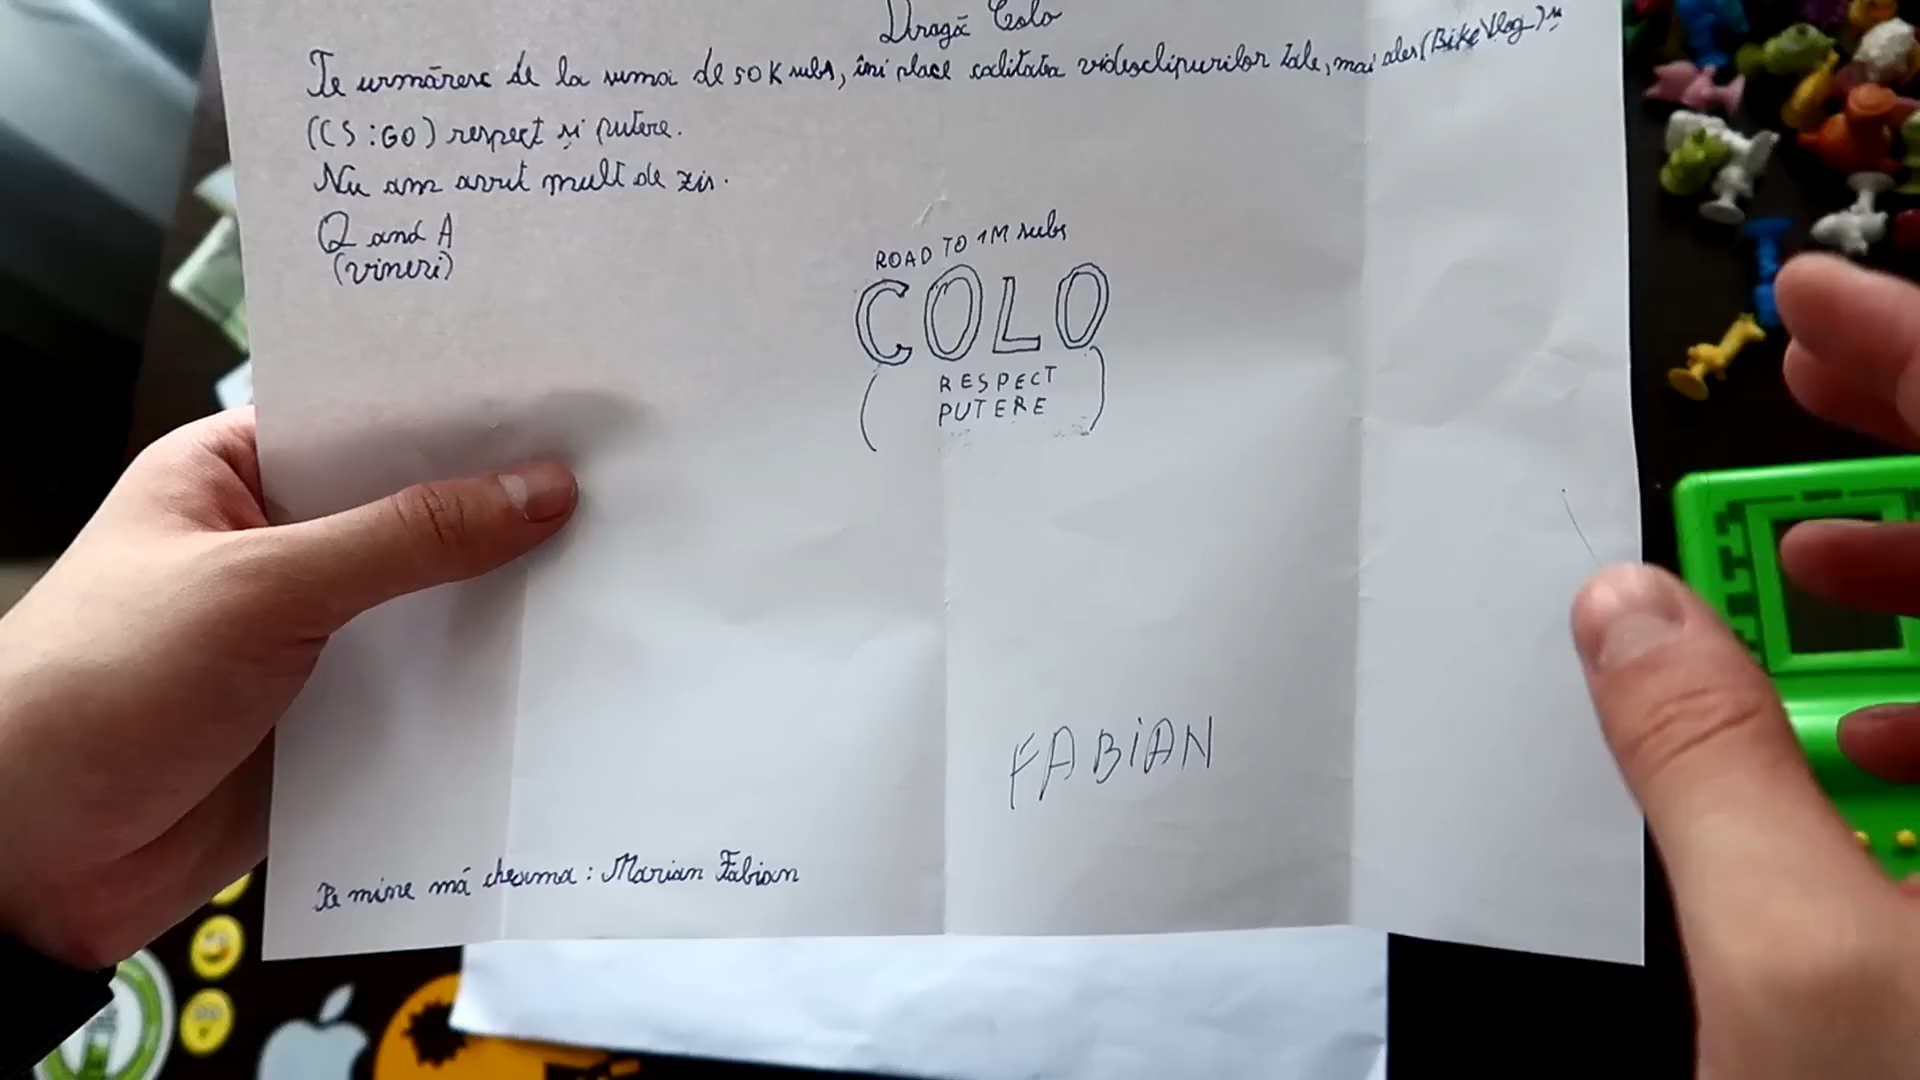 Dragă Colo
Te urmăresc de la suma de 50K subs, îmi place calitatea videoclipurilor tale, mai ales (Bike Vlog) și
(CS:GO) respect și putere.
Nu am avut mult de zis.
Q and A
(vineri)
ROAD TO 1M subs
COLO
RESPECT
PUTERE
FABiAN
Pe mine mă cheama: Marian Fabian